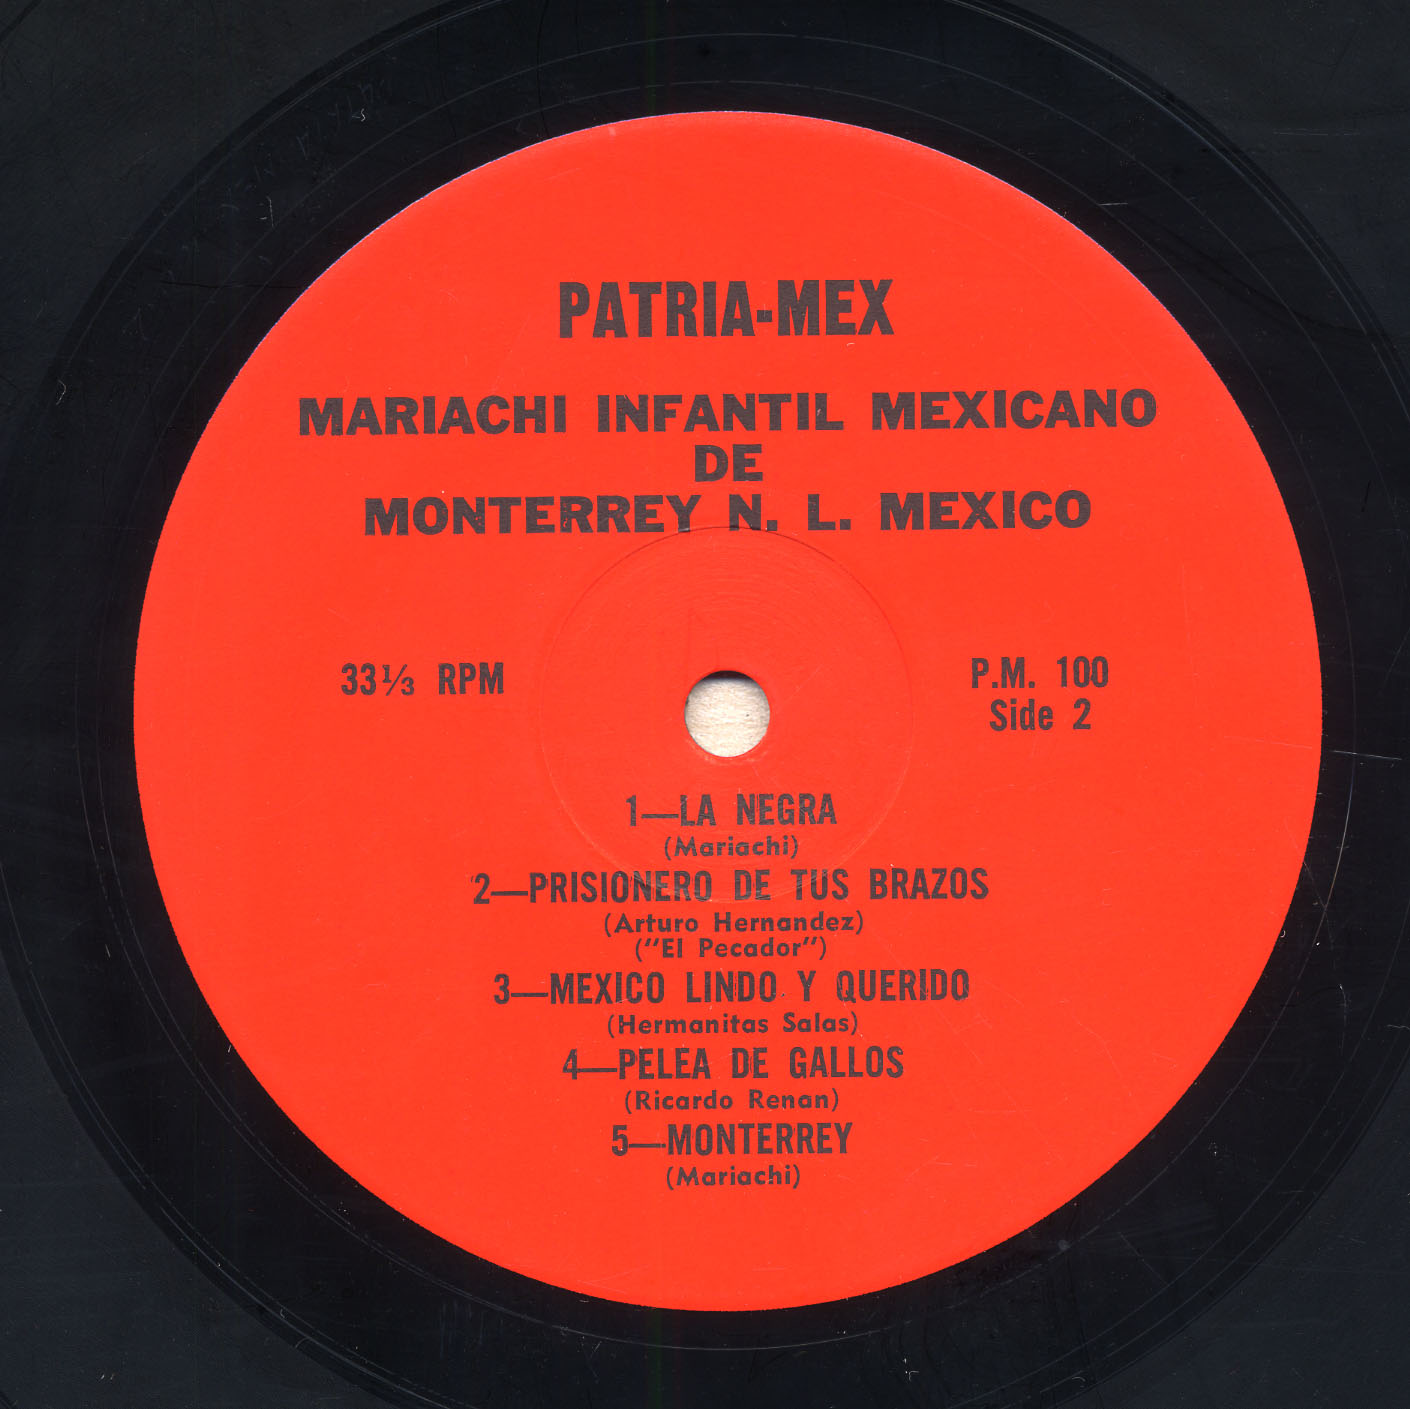 PATRIA-MEX
MARIACHI INFANTIL MEXICANO
DE
MONTERREY N. L. MEXICO
33⅓ RPM
P.M. 100
Side 2
1—LA NEGRA
(Mariachi)
2—PRISIONERO DE TUS BRAZOS
(Arturo Hernandez)
("El Pecador")
3—MEXICO LINDO Y QUERIDO
(Hermanitas Salas)
4—PELEA DE GALLOS
(Ricardo Renan)
5—MONTERREY
(Mariachi)